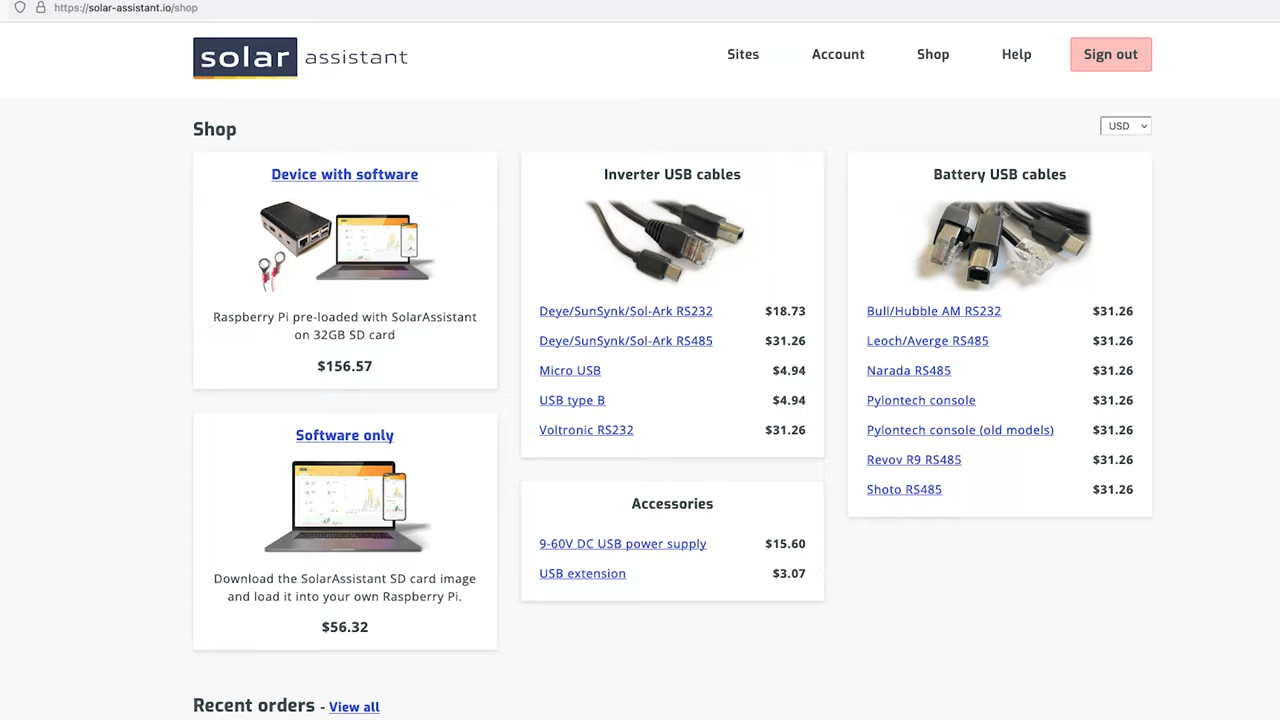 https://solar-assistant.io/shop
solar assistant
Sites
Account
Shop
Help
Sign out
Shop
USD
Device with software
Raspberry Pi pre-loaded with SolarAssistant
on 32GB SD card
$156.57
Software only
Download the SolarAssistant SD card image
and load it into your own Raspberry Pi.
$56.32
Inverter USB cables
Deye/SunSynk/Sol-Ark RS232 $18.73
Deye/SunSynk/Sol-Ark RS485 $31.26
Micro USB $4.94
USB type B $4.94
Voltronic RS232 $31.26
Accessories
9-60V DC USB power supply $15.60
USB extension $3.07
Battery USB cables
Bull/Hubble AM RS232 $31.26
Leoch/Averge RS485 $31.26
Narada RS485 $31.26
Pylontech console $31.26
Pylontech console (old models) $31.26
Revov R9 RS485 $31.26
Shoto RS485 $31.26
Recent orders - View all